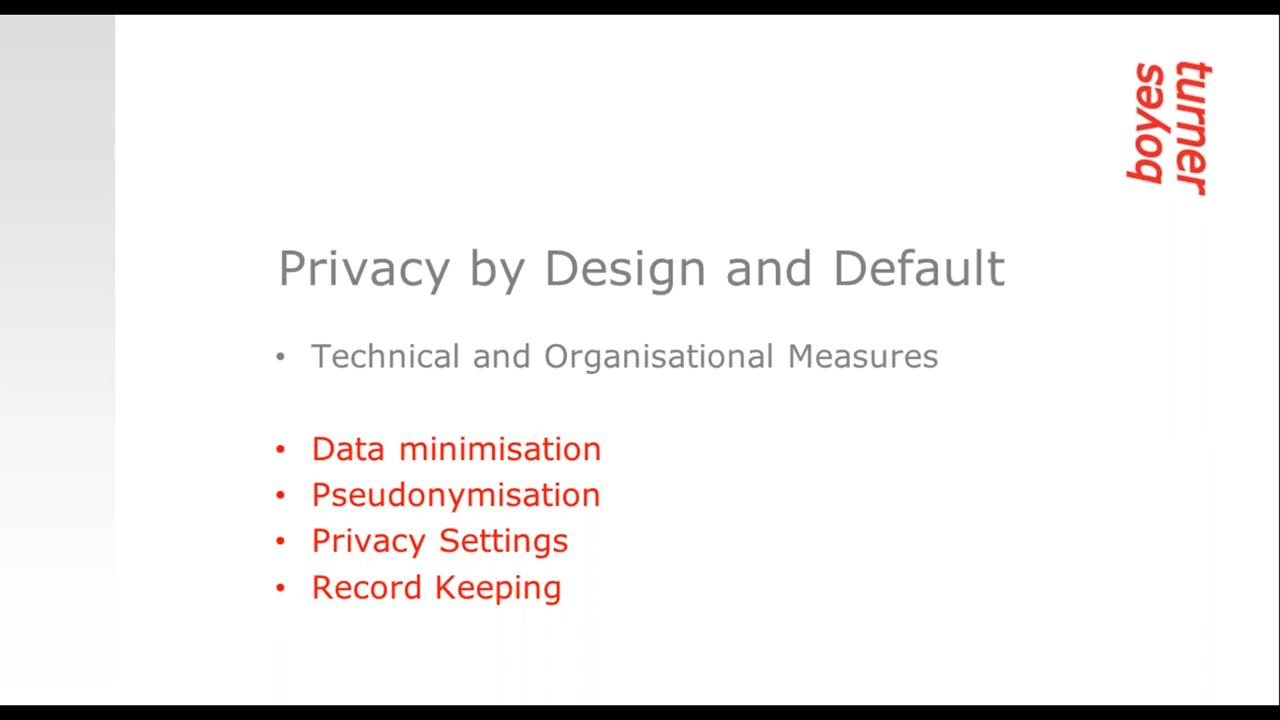 boyes
turner
Privacy by Design and Default
• Technical and Organisational Measures
• Data minimisation
• Pseudonymisation
• Privacy Settings
• Record Keeping